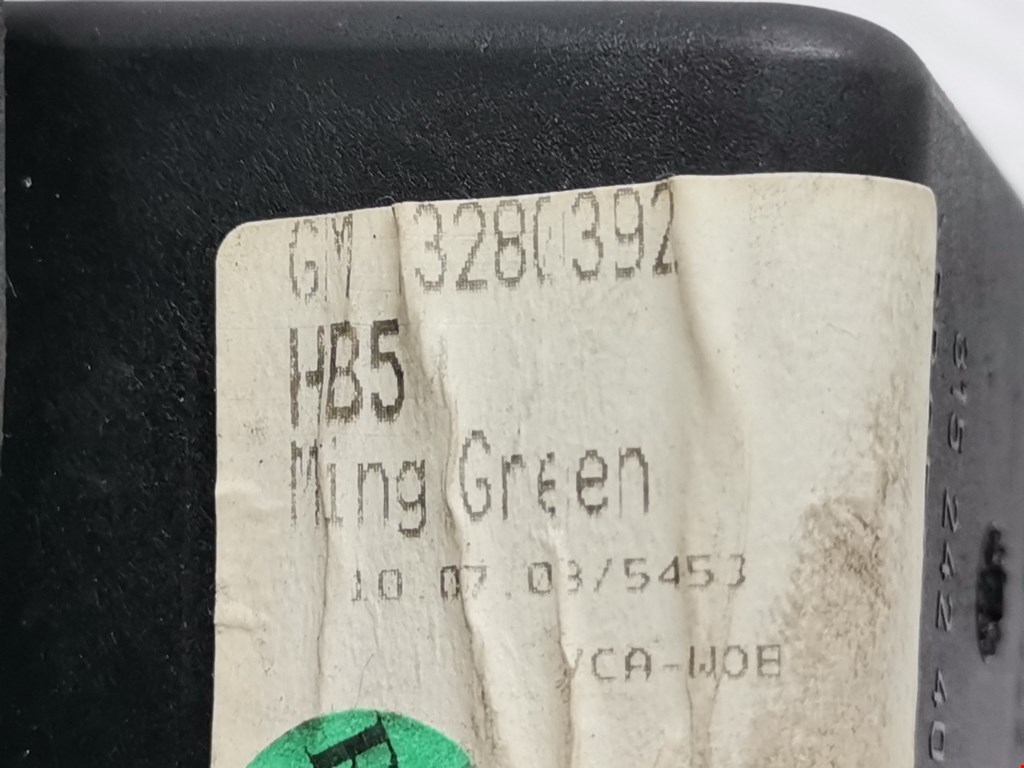 GM 3280392
HB5
Ming Green
10.07.03/5453
VCA-WOB
315 242 40